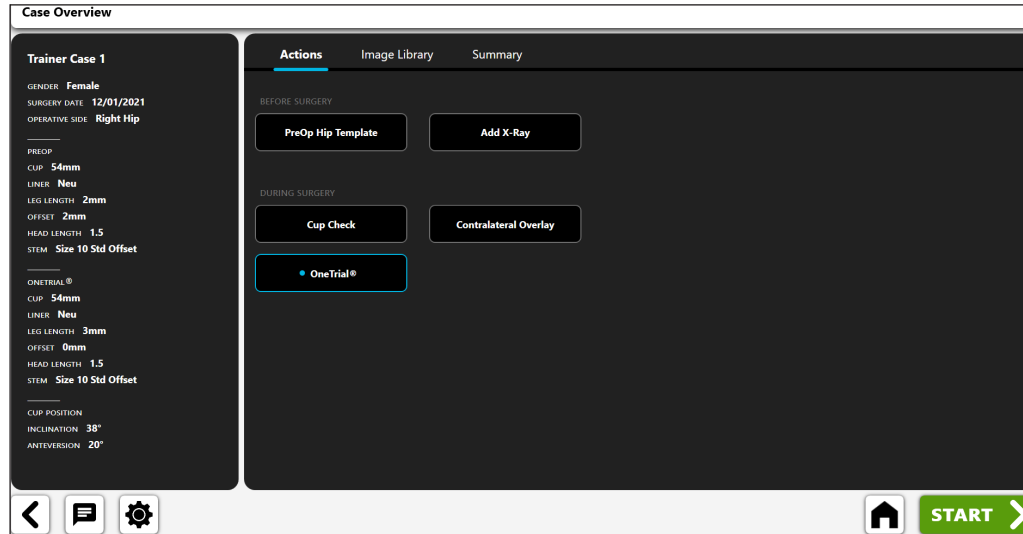 Case Overview
Trainer Case 1
GENDER Female
SURGERY DATE 12/01/2021
OPERATIVE SIDE Right Hip
PREOP
CUP 54mm
LINER Neu
LEG LENGTH 2mm
OFFSET 2mm
HEAD LENGTH 1.5
STEM Size 10 Std Offset
ONETRIAL®
CUP 54mm
LINER Neu
LEG LENGTH 3mm
OFFSET 0mm
HEAD LENGTH 1.5
STEM Size 10 Std Offset
CUP POSITION
INCLINATION 38°
ANTEVERSION 20°
Actions Image Library Summary
BEFORE SURGERY
PreOp Hip Template Add X-Ray
DURING SURGERY
Cup Check Contralateral Overlay
OneTrial®
START